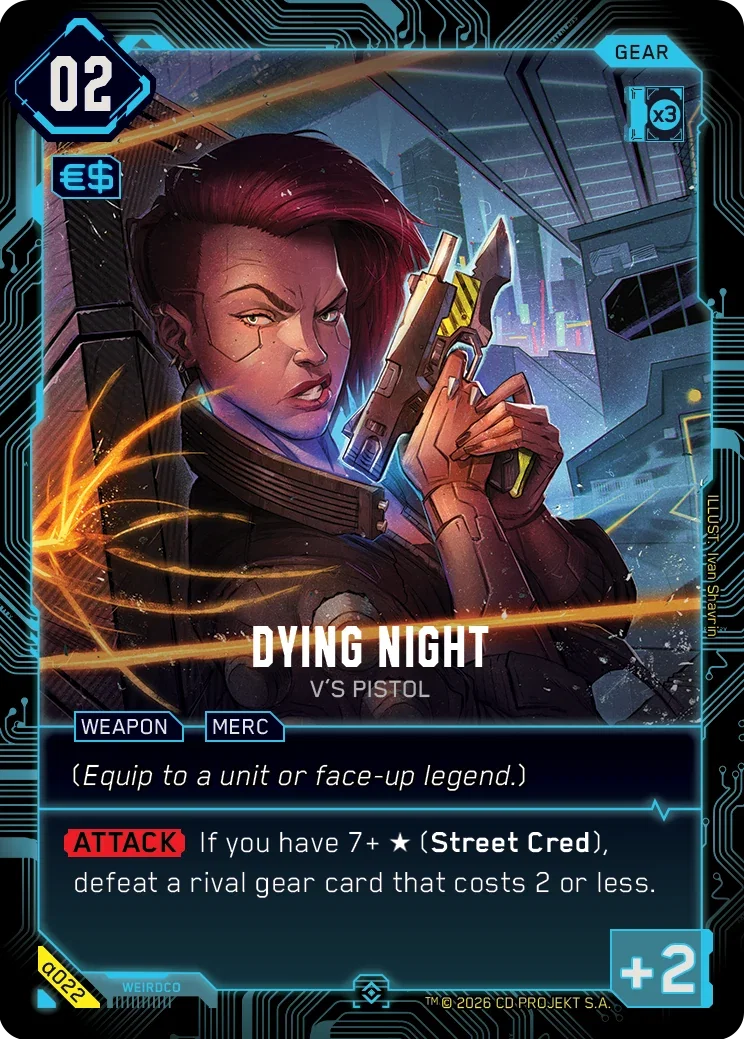 02
GEAR
x3
€$
ILLUST. Ivan Shavrin
DYING NIGHT
V'S PISTOL
WEAPON MERC
(Equip to a unit or face-up legend.)
ATTACK If you have 7+ ★ (Street Cred),
defeat a rival gear card that costs 2 or less.
+2
α022
WEIRDCO
™© 2026 CD PROJEKT S.A.